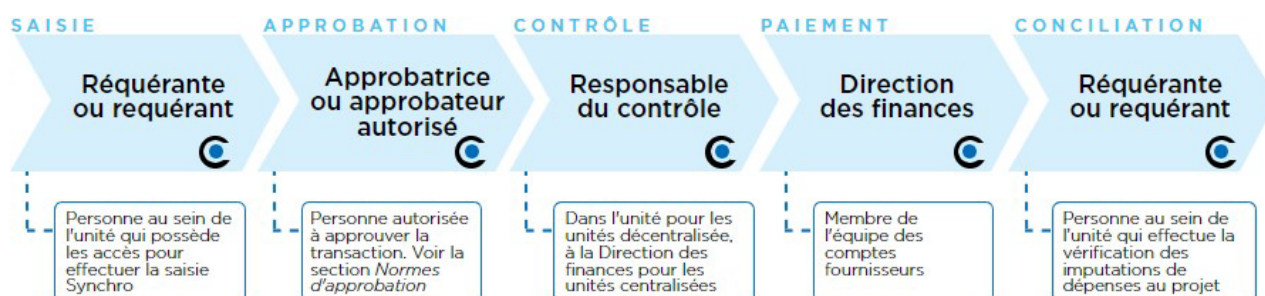 SAISIE
APPROBATION
CONTRÔLE
PAIEMENT
CONCILIATION
Réquérante
ou requérant
Approbatrice
ou approbateur
autorisé
Responsable
du contrôle
Direction
des finances
Réquérante
ou requérant
Personne au sein de
l'unité qui possède
les accès pour
effectuer la saisie
Synchro
Personne autorisée
à approuver la
transaction. Voir la
section Normes
d'approbation
Dans l'unité pour les
unités décentralisée,
à la Direction des
finances pour les
unités centralisées
Membre de
l'équipe des
comptes
fournisseurs
Personne au sein de
l'unité qui effectue la
vérification des
imputations de
dépenses au projet